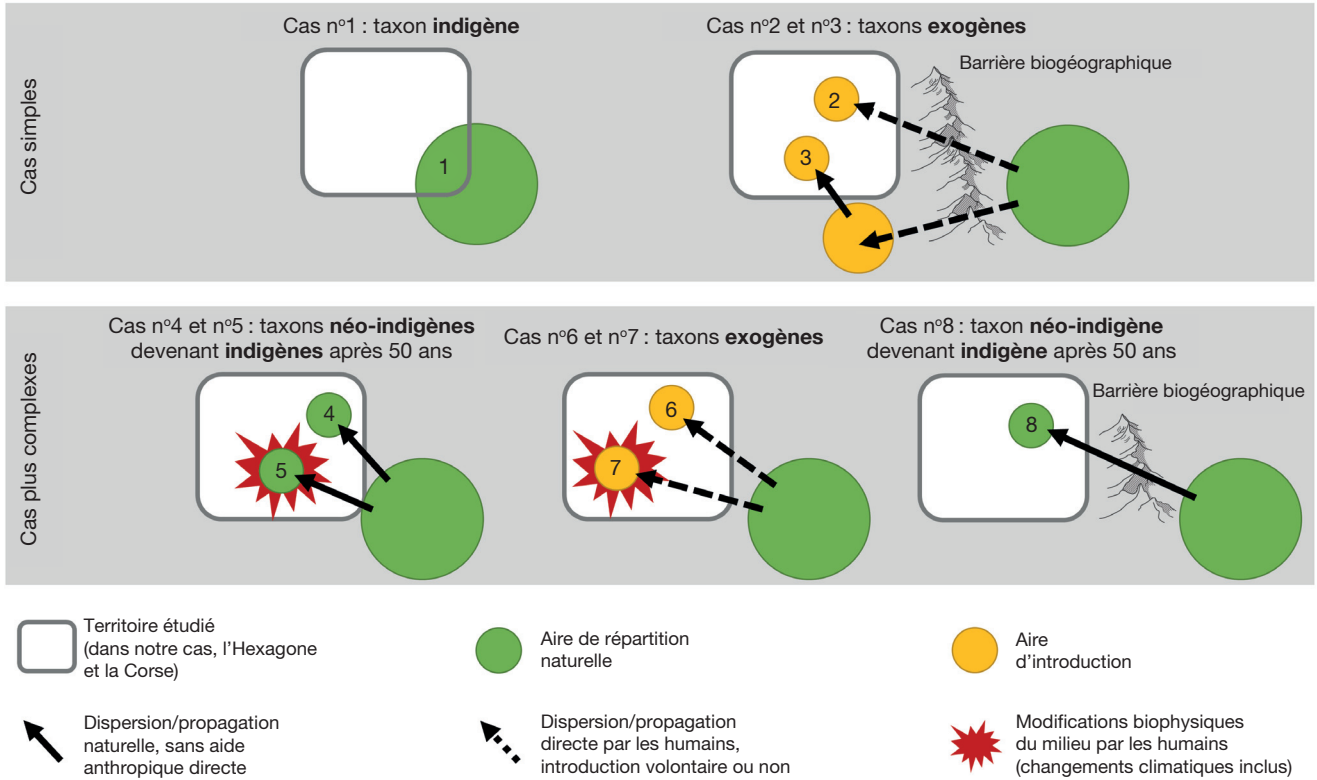 Cas simples
Cas nº1 : taxon indigène
1
Cas nº2 et nº3 : taxons exogènes
Barrière biogéographique
2
3
Cas plus complexes
Cas nº4 et nº5 : taxons néo-indigènes
devenant indigènes après 50 ans
4
5
Cas nº6 et nº7 : taxons exogènes
6
7
Cas nº8 : taxon néo-indigène
devenant indigène après 50 ans
Barrière biogéographique
8
Territoire étudié
(dans notre cas, l’Hexagone
et la Corse)
Aire de répartition
naturelle
Aire
d’introduction
Dispersion/propagation
naturelle, sans aide
anthropique directe
Dispersion/propagation
directe par les humains,
introduction volontaire ou non
Modifications biophysiques
du milieu par les humains
(changements climatiques inclus)